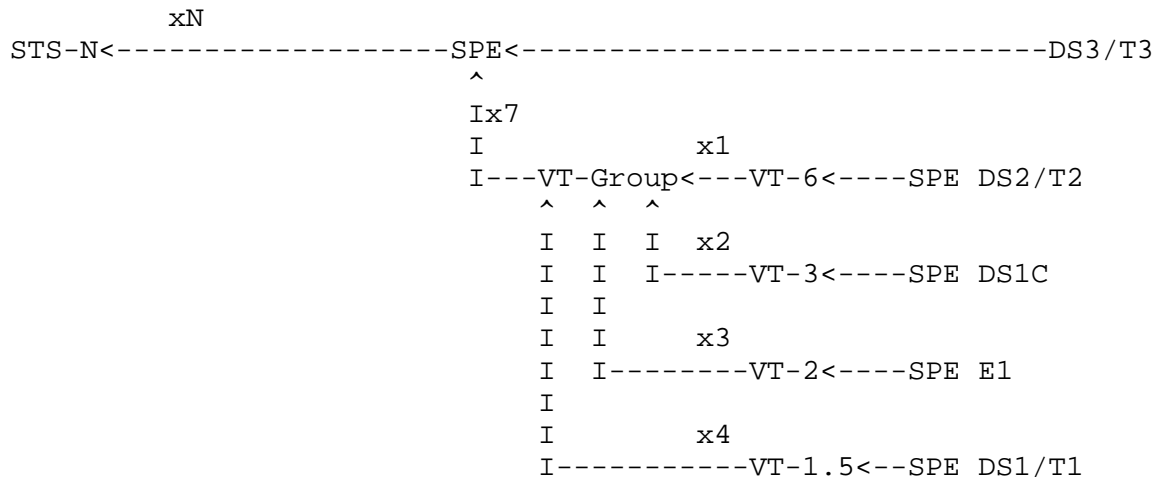 xN
STS-N<-------------------SPE<------------------------------DS3/T3
                          ^
                          Ix7
                          I            x1
                          I---VT-Group<---VT-6<----SPE DS2/T2
                              ^  ^  ^
                              I  I  I  x2
                              I  I  I-----VT-3<----SPE DS1C
                              I  I
                              I  I     x3
                              I  I--------VT-2<----SPE E1
                              I
                              I        x4
                              I-----------VT-1.5<--SPE DS1/T1